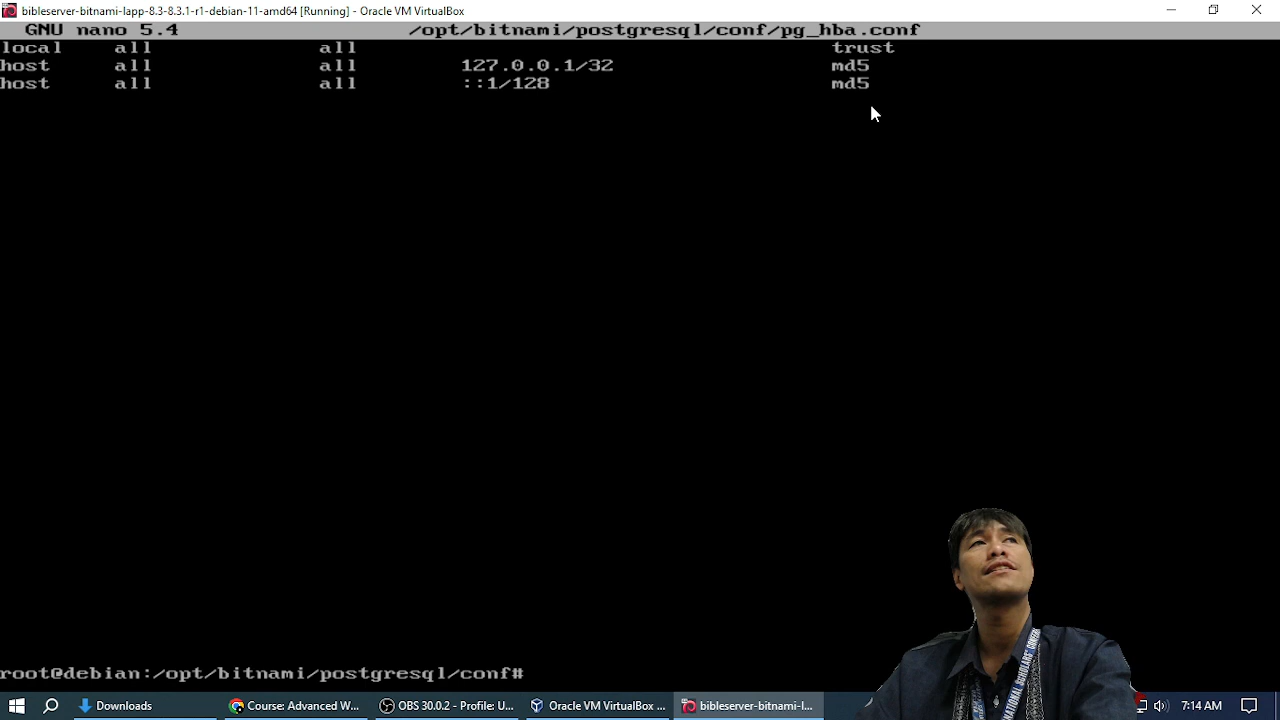 bibleserver-bitnami-lapp-8.3-8.3.1-r1-debian-11-amd64 [Running] - Oracle VM VirtualBox
GNU nano 5.4 /opt/bitnami/postgresql/conf/pg_hba.conf
local all all trust
host all all 127.0.0.1/32 md5
host all all ::1/128 md5
root@debian:/opt/bitnami/postgresql/conf#
Downloads Course: Advanced W... OBS 30.0.2 - Profile: U... Oracle VM VirtualBox ... bibleserver-bitnami-l... 7:14 AM